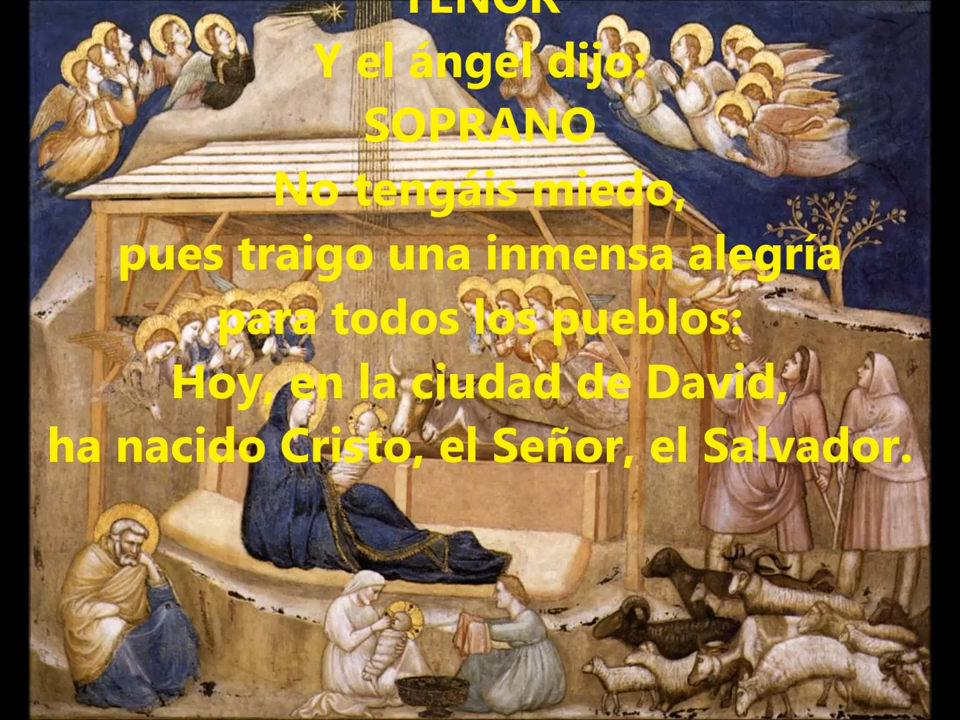 TENOR
Y el ángel dijo:
SOPRANO
No tengáis miedo,
pues traigo una inmensa alegría
para todos los pueblos:
Hoy, en la ciudad de David,
ha nacido Cristo, el Señor, el Salvador.